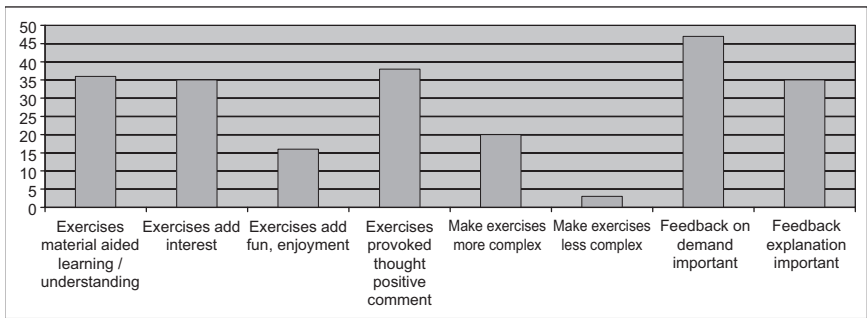 50
45
40
35
30
25
20
15
10
5
0
Exercises
material aided
learning /
understanding
Exercises add
interest
Exercises add
fun, enjoyment
Exercises
provoked
thought
positive
comment
Make exercises
more complex
Make exercises
less complex
Feedback on
demand
important
Feedback
explanation
important